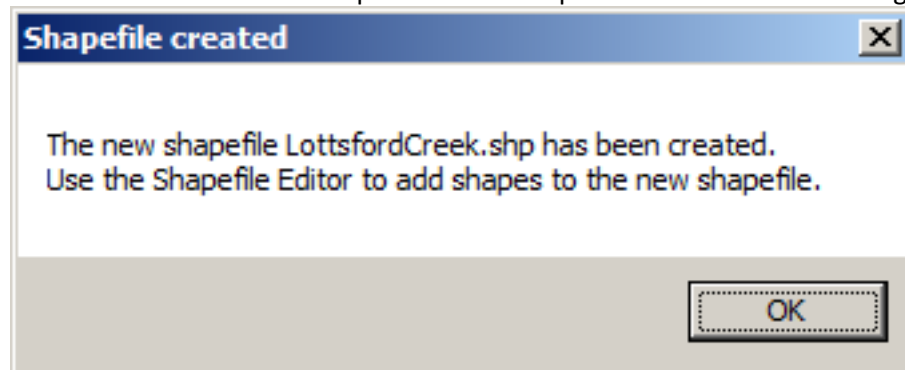 Shapefile created
The new shapefile LottsfordCreek.shp has been created.
Use the Shapefile Editor to add shapes to the new shapefile.
OK